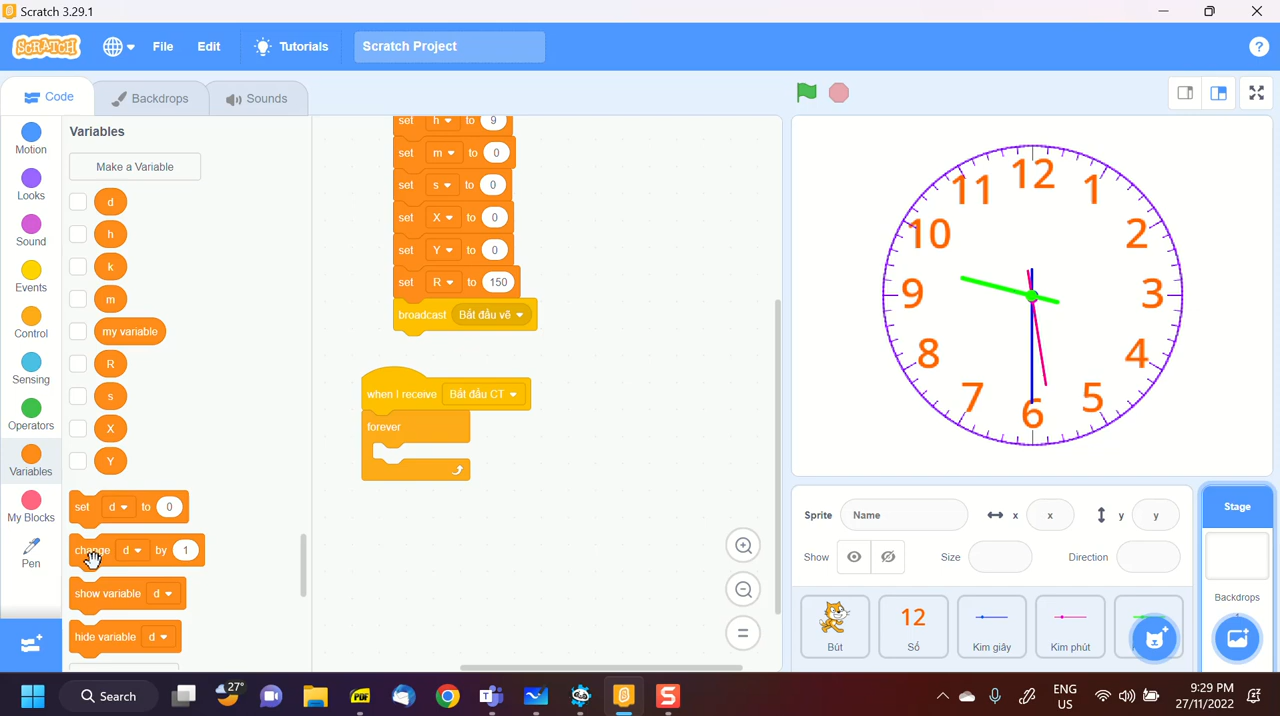 Scratch 3.29.1
SCRATCH File Edit Tutorials Scratch Project ?
Code Backdrops Sounds
Motion
Looks
Sound
Events
Control
Sensing
Operators
Variables
My Blocks
Pen
Variables
Make a Variable
d
h
k
m
my variable
R
s
X
Y
set d to 0
change d by 1
show variable d
hide variable d
set h to 9
set m to 0
set s to 0
set X to 0
set Y to 0
set R to 150
broadcast Bắt đầu vẽ
when I receive Bắt đầu CT
forever
12
11 1
10 2
9 3
8 4
7 5
6
Sprite Name x x y y
Show Size Direction
Stage
Backdrops
12
Bút Số Kim giây Kim phút
Search 27° PDF S ENG US 9:29 PM 27/11/2022